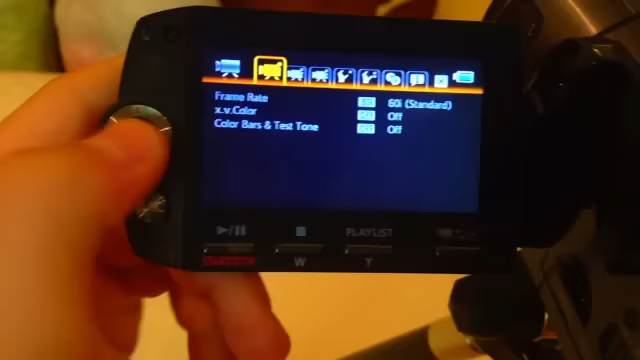 Frame Rate 60i (Standard)
x.v.Color Off
Color Bars & Test Tone Off
PLAYLIST
W T